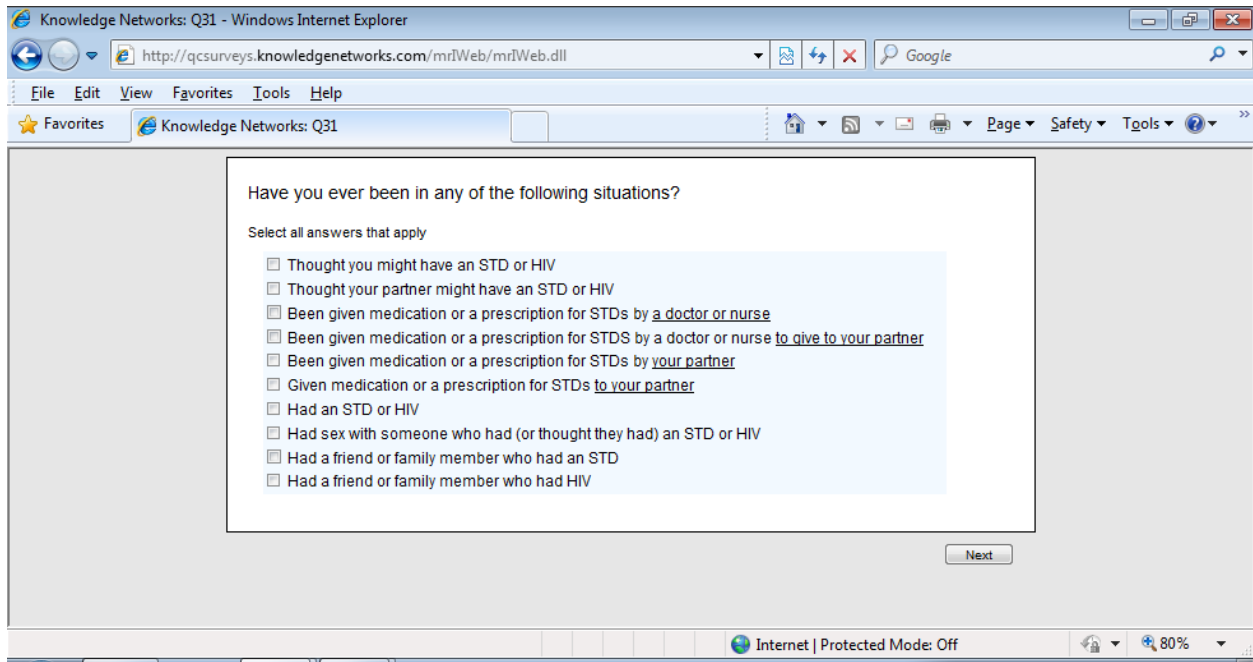 Knowledge Networks: Q31 - Windows Internet Explorer
http://qcsurveys.knowledgenetworks.com/mrIWeb/mrIWeb.dll
Google
File Edit View Favorites Tools Help
Favorites Knowledge Networks: Q31 Page Safety Tools
Have you ever been in any of the following situations?
Select all answers that apply
Thought you might have an STD or HIV
Thought your partner might have an STD or HIV
Been given medication or a prescription for STDs by a doctor or nurse
Been given medication or a prescription for STDS by a doctor or nurse to give to your partner
Been given medication or a prescription for STDs by your partner
Given medication or a prescription for STDs to your partner
Had an STD or HIV
Had sex with someone who had (or thought they had) an STD or HIV
Had a friend or family member who had an STD
Had a friend or family member who had HIV
Next
Internet | Protected Mode: Off 80%